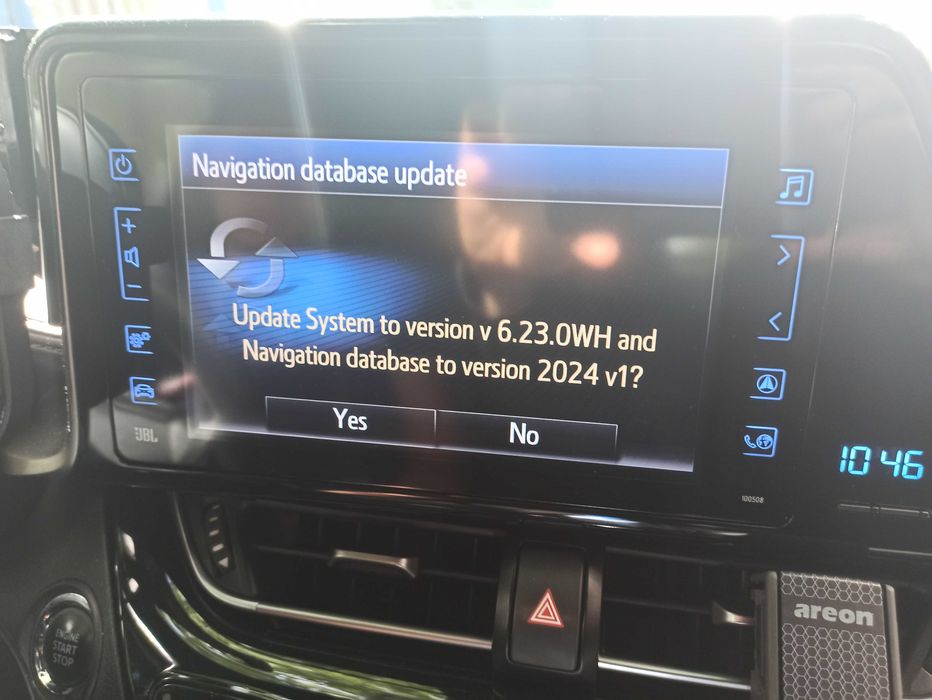 Navigation database update
Update System to version v 6.23.0WH and
Navigation database to version 2024 v1?
Yes
No
JBL
100508
10 46
ENGINE
START
STOP
areon